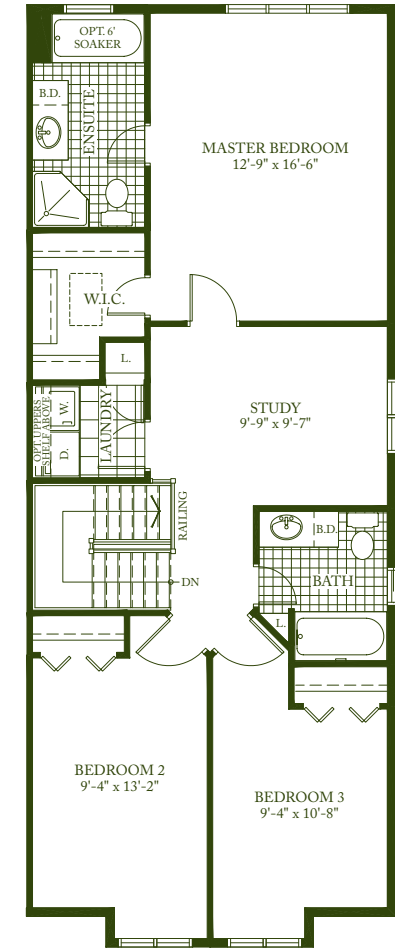 OPT. 6'
SOAKER
B.D.
ENSUITE
MASTER BEDROOM
12'-9" x 16'-6"
W.I.C.
L.
OPT. UPPERS
SHELF ABOVE
W.
D.
LAUNDRY
STUDY
9'-9" x 9'-7"
RAILING
DN
B.D.
BATH
L.
BEDROOM 2
9'-4" x 13'-2"
BEDROOM 3
9'-4" x 10'-8"